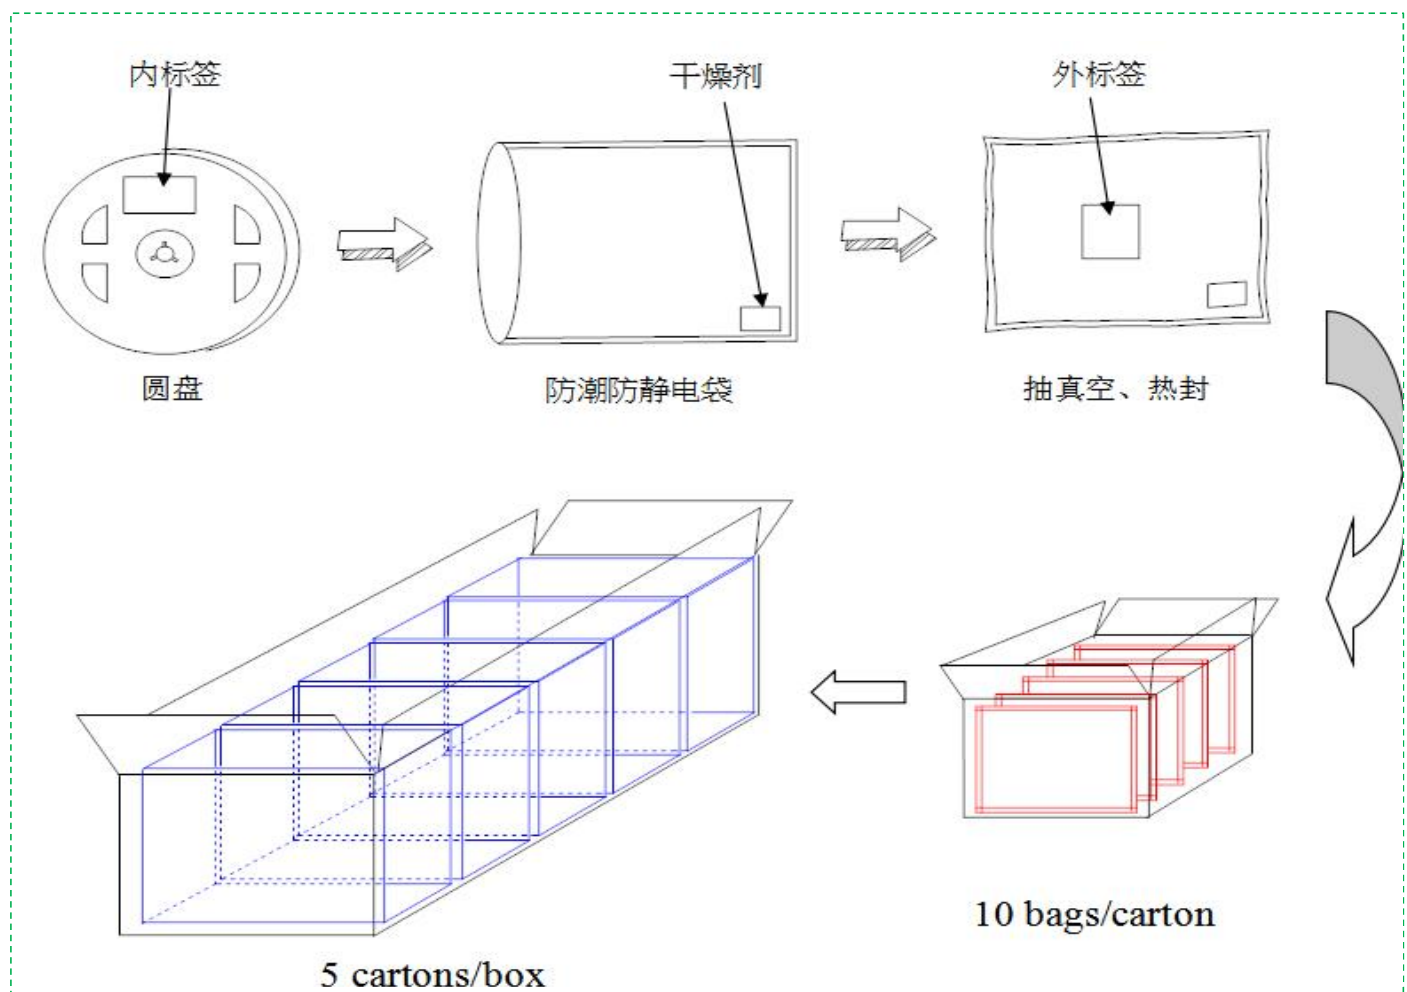 内标签
干燥剂
外标签
圆盘
防潮防静电袋
抽真空、热封
10 bags/carton
5 cartons/box